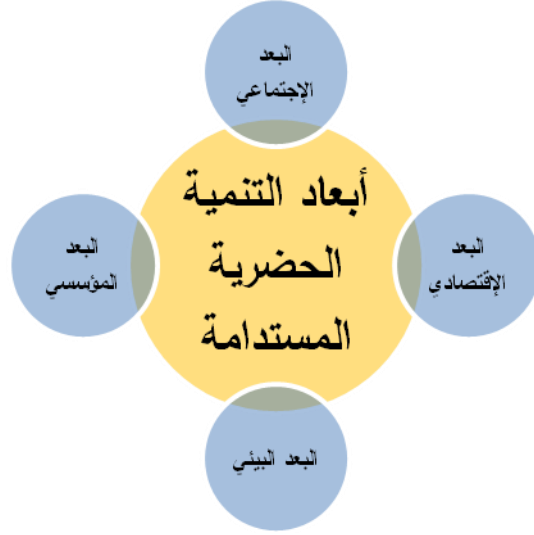 البعد
الإجتماعي
أبعاد التنمية
الحضرية
المستدامة
البعد
الإقتصادي
البعد
المؤسسي
البعد البيئي